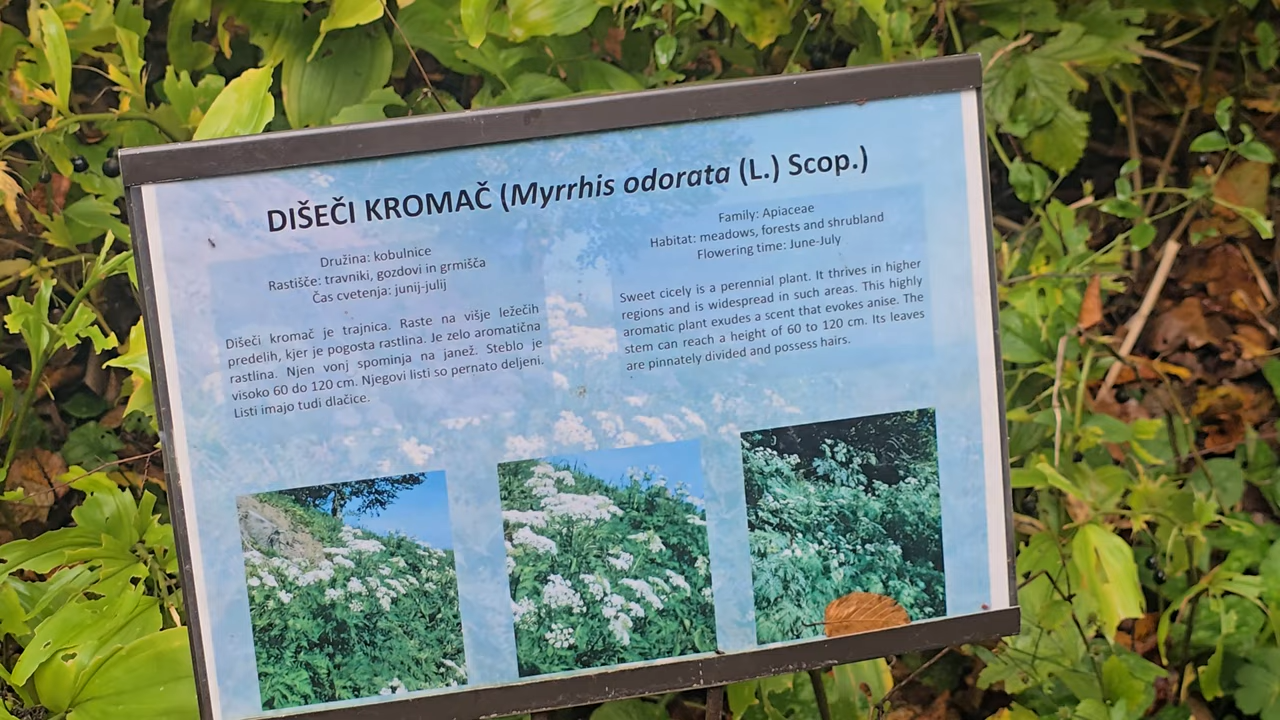 DIŠEČI KROMAČ (Myrrhis odorata (L.) Scop.)
Družina: kobulnice
Rastišče: travniki, gozdovi in grmišča
Čas cvetenja: junij-julij
Dišeči kromač je trajnica. Raste na višje ležečih
predelih, kjer je pogosta rastlina. Je zelo aromatična
rastlina. Njen vonj spominja na janež. Steblo je
visoko 60 do 120 cm. Njegovi listi so pernato deljeni.
Listi imajo tudi dlačice.
Family: Apiaceae
Habitat: meadows, forests and shrubland
Flowering time: June-July
Sweet cicely is a perennial plant. It thrives in higher
regions and is widespread in such areas. This highly
aromatic plant exudes a scent that evokes anise. The
stem can reach a height of 60 to 120 cm. Its leaves
are pinnately divided and possess hairs.